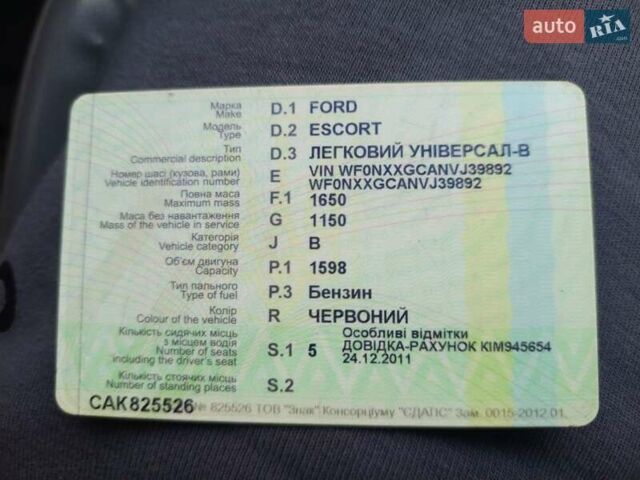 auto RIA.com
Марка D.1 FORD
Make
Модель D.2 ESCORT
Type
Тип D.3 ЛЕГКОВИЙ УНІВЕРСАЛ-В
Commercial description
Номер шасі (кузова, рами) E VIN WF0NXXGCANVJ39892
Vehicle identification number WF0NXXGCANVJ39892
Повна маса F.1 1650
Maximum mass
Маса без навантаження G 1150
Mass of the vehicle in service
Категорія J B
Vehicle category
Об'єм двигуна P.1 1598
Capacity
Тип пального P.3 Бензин
Type of fuel
Колір R ЧЕРВОНИЙ
Colour of the vehicle
Кількість сидячих місць Особливі відмітки
з місцем водія S.1 5 ДОВІДКА-РАХУНОК КІМ945654
Number of seats 24.12.2011
including the driver's seat
Кількість стоячих місць S.2
Number of standing places
САК825526 № 825526 ТОВ "Знак" Консорціуму "ЄДАПС" Зам. 0015-2012.01.